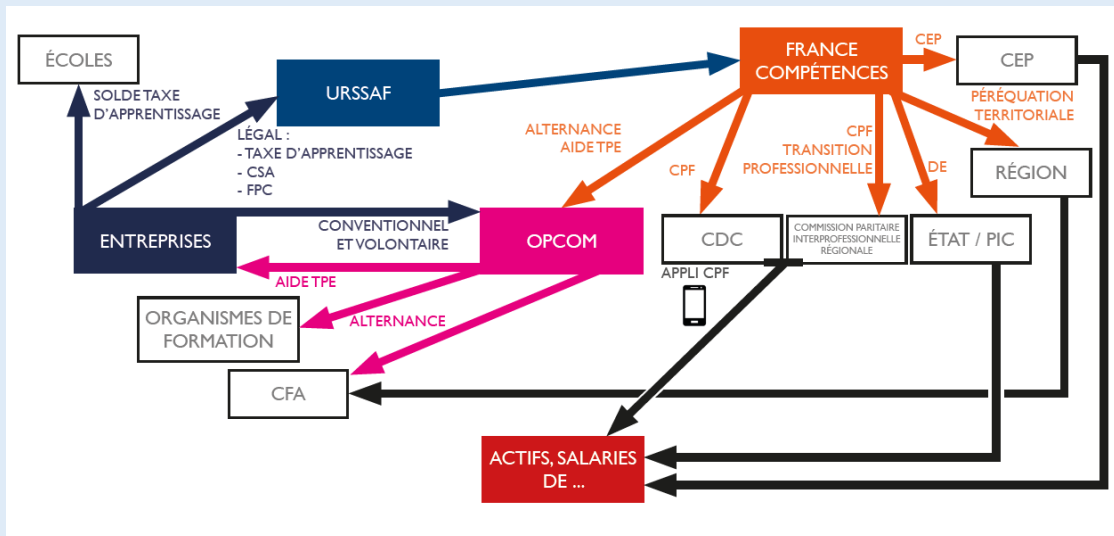 ÉCOLES
SOLDE TAXE
D'APPRENTISSAGE
URSSAF
LÉGAL :
- TAXE D'APPRENTISSAGE
- CSA
- FPC
FRANCE
COMPÉTENCES
CEP
CEP
PÉRÉQUATION
TERRITORIALE
ALTERNANCE
AIDE TPE
CPF
CPF
TRANSITION
PROFESSIONNELLE
DE
RÉGION
ENTREPRISES
CONVENTIONNEL
ET VOLONTAIRE
OPCOM
CDC
COMMISSION PARITAIRE
INTERPROFESSIONNELLE
RÉGIONALE
ÉTAT / PIC
APPLI CPF
AIDE TPE
ORGANISMES DE
FORMATION
ALTERNANCE
CFA
ACTIFS, SALARIES
DE ...